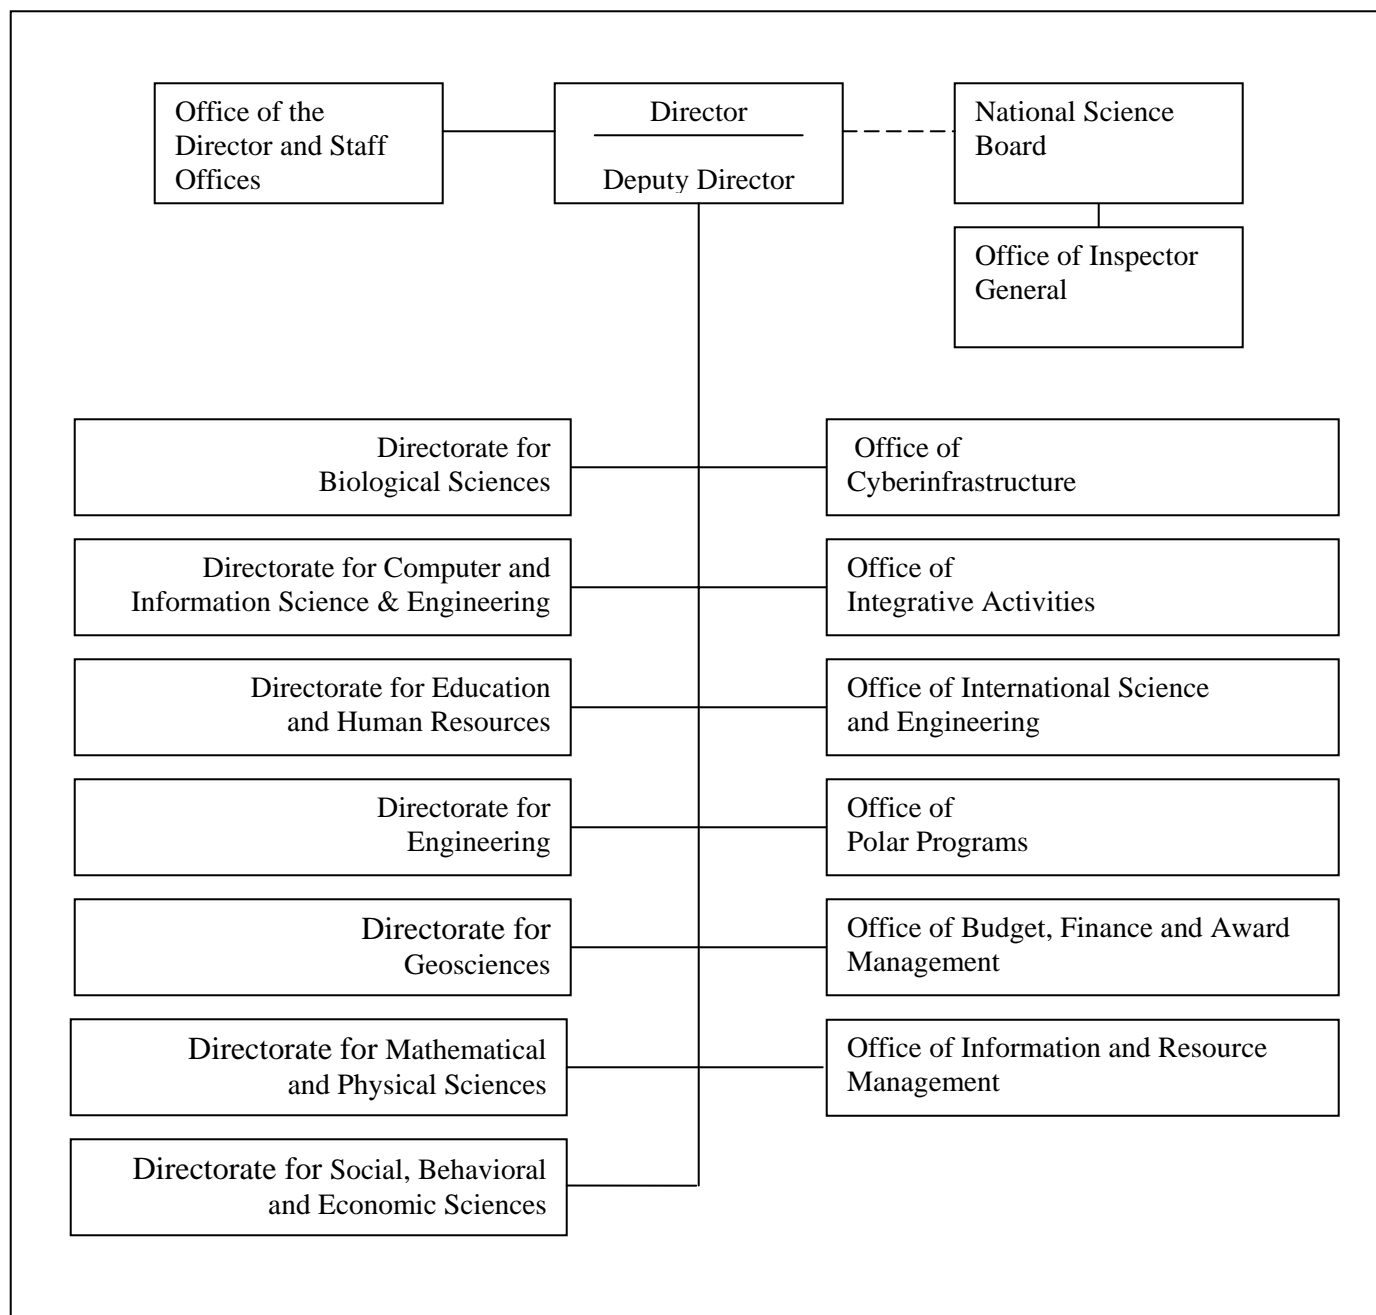 Office of the
Director and Staff
Offices
Director
Deputy Director
National Science
Board
Office of Inspector
General
Directorate for
Biological Sciences
Office of
Cyberinfrastructure
Directorate for Computer and
Information Science & Engineering
Office of
Integrative Activities
Directorate for Education
and Human Resources
Office of International Science
and Engineering
Directorate for
Engineering
Office of
Polar Programs
Directorate for
Geosciences
Office of Budget, Finance and Award
Management
Directorate for Mathematical
and Physical Sciences
Office of Information and Resource
Management
Directorate for Social, Behavioral
and Economic Sciences